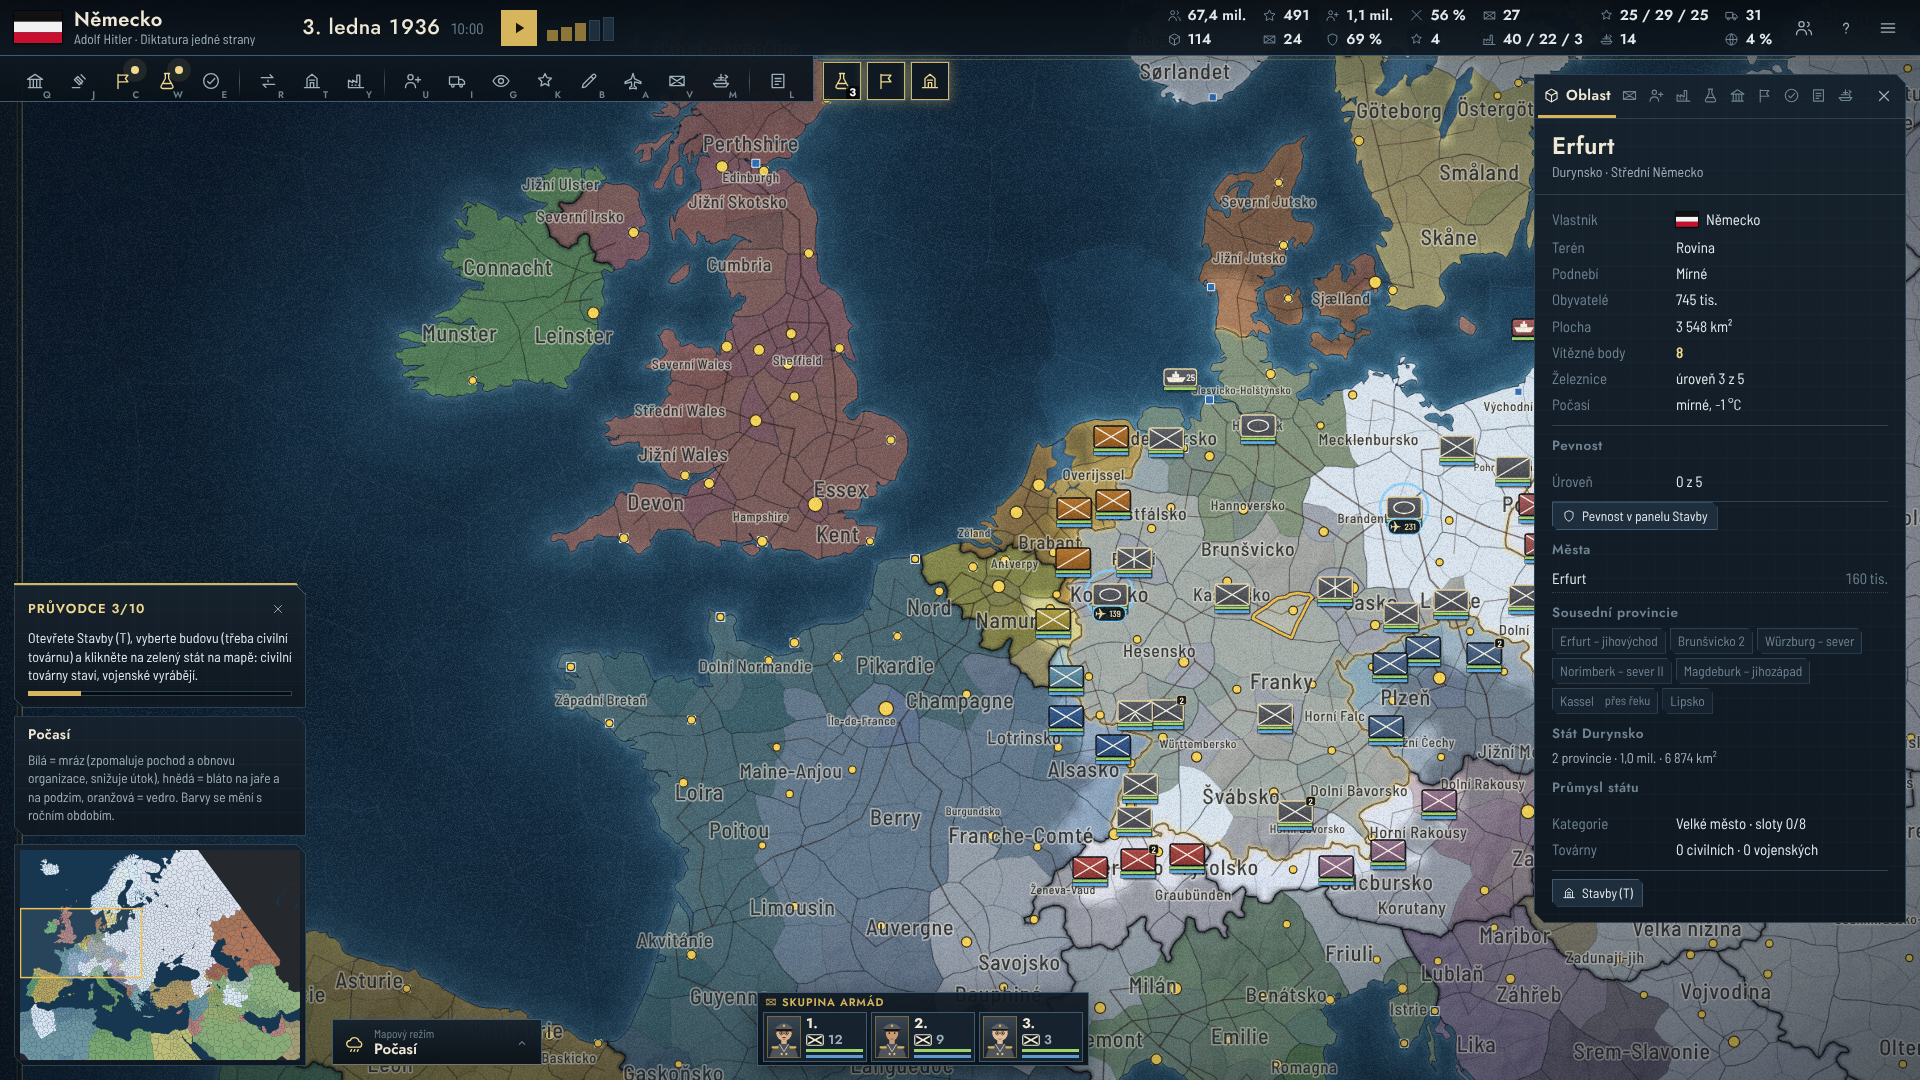 Německo
Adolf Hitler · Diktatura jedné strany
3. ledna 1936 10:00
67,4 mil. 491 1,1 mil. 56 % 27 25 / 29 / 25 31
114 24 69 % 4 40 / 22 / 3 14 4 %
?
Q J C W E R T Y U I G K B A V M L
3
Oblast
Erfurt
Durynsko · Střední Německo
Vlastník Německo
Terén Rovina
Podnebí Mírné
Obyvatelé 745 tis.
Plocha 3 548 km²
Vítězné body 8
Železnice úroveň 3 z 5
Počasí mírné, -1 °C
Pevnost
Úroveň 0 z 5
Pevnost v panelu Stavby
Města
Erfurt 160 tis.
Sousední provincie
Erfurt – jihovýchod
Brunšvicko 2
Würzburg – sever
Norimberk – sever II
Magdeburk – jihozápad
Kassel přes řeku
Lipsko
Stát Durynsko
2 provincie · 1,0 mil. · 6 874 km²
Průmysl státu
Kategorie Velké město · sloty 0/8
Továrny 0 civilních · 0 vojenských
Stavby (T)
PRŮVODCE 3/10
Otevřete Stavby (T), vyberte budovu (třeba civilní
továrnu) a klikněte na zelený stát na mapě: civilní
továrny staví, vojenské vyrábějí.
Počasí
Bílá = mráz (zpomaluje pochod a obnovu
organizace, snižuje útok), hnědá = bláto na jaře a
na podzim, oranžová = vedro. Barvy se mění s
ročním obdobím.
Mapový režim
Počasí
SKUPINA ARMÁD
1.
12
2.
9
3.
3
Sørlandet
Göteborg
Perthshire
Edinburgh
Jižní Ulster
Jižní Skotsko
Severní Irsko
Småland
Severní Jutsko
Skåne
Connacht
Cumbria
Jižní Jutsko
Sjælland
Munster
Leinster
Severní Wales
Sheffield
25
Střední Wales
Východní
Mecklenbursko
Jižní Wales
Overijssel
Devon
Essex
Hampshire
Kent
Hannoversko
Zéland
Brabant
231
Antverpy
Brunšvicko
139
Nord
Namur
Hesensko
Dolní
2
Dolní Normandie
Pikardie
Franky
Plzeň
Západní Bretaň
Champagne
Île-de-France
Horní Falc
2
Lotrinsko
Württembersko
Alsasko
Maine-Anjou
Loira
Švábsko
Dolní Bavorsko
Dolní Rakousy
2
Burgundsko
Berry
Poitou
Franche-Comté
Horní Rakousy
2
Ženeva-Vaud
Graubünden
Limousin
Korutany
Auvergne
Akvitánie
Savojsko
Friuli
Maribor
Velká nížina
Zadunají-jih
Lublaň
Asturie
Milán
Benátsko
Záhřeb
Vojvodina
Istrie
Emilie
Lika
Srem-Slavonie
Romagna
Gaskoňsko